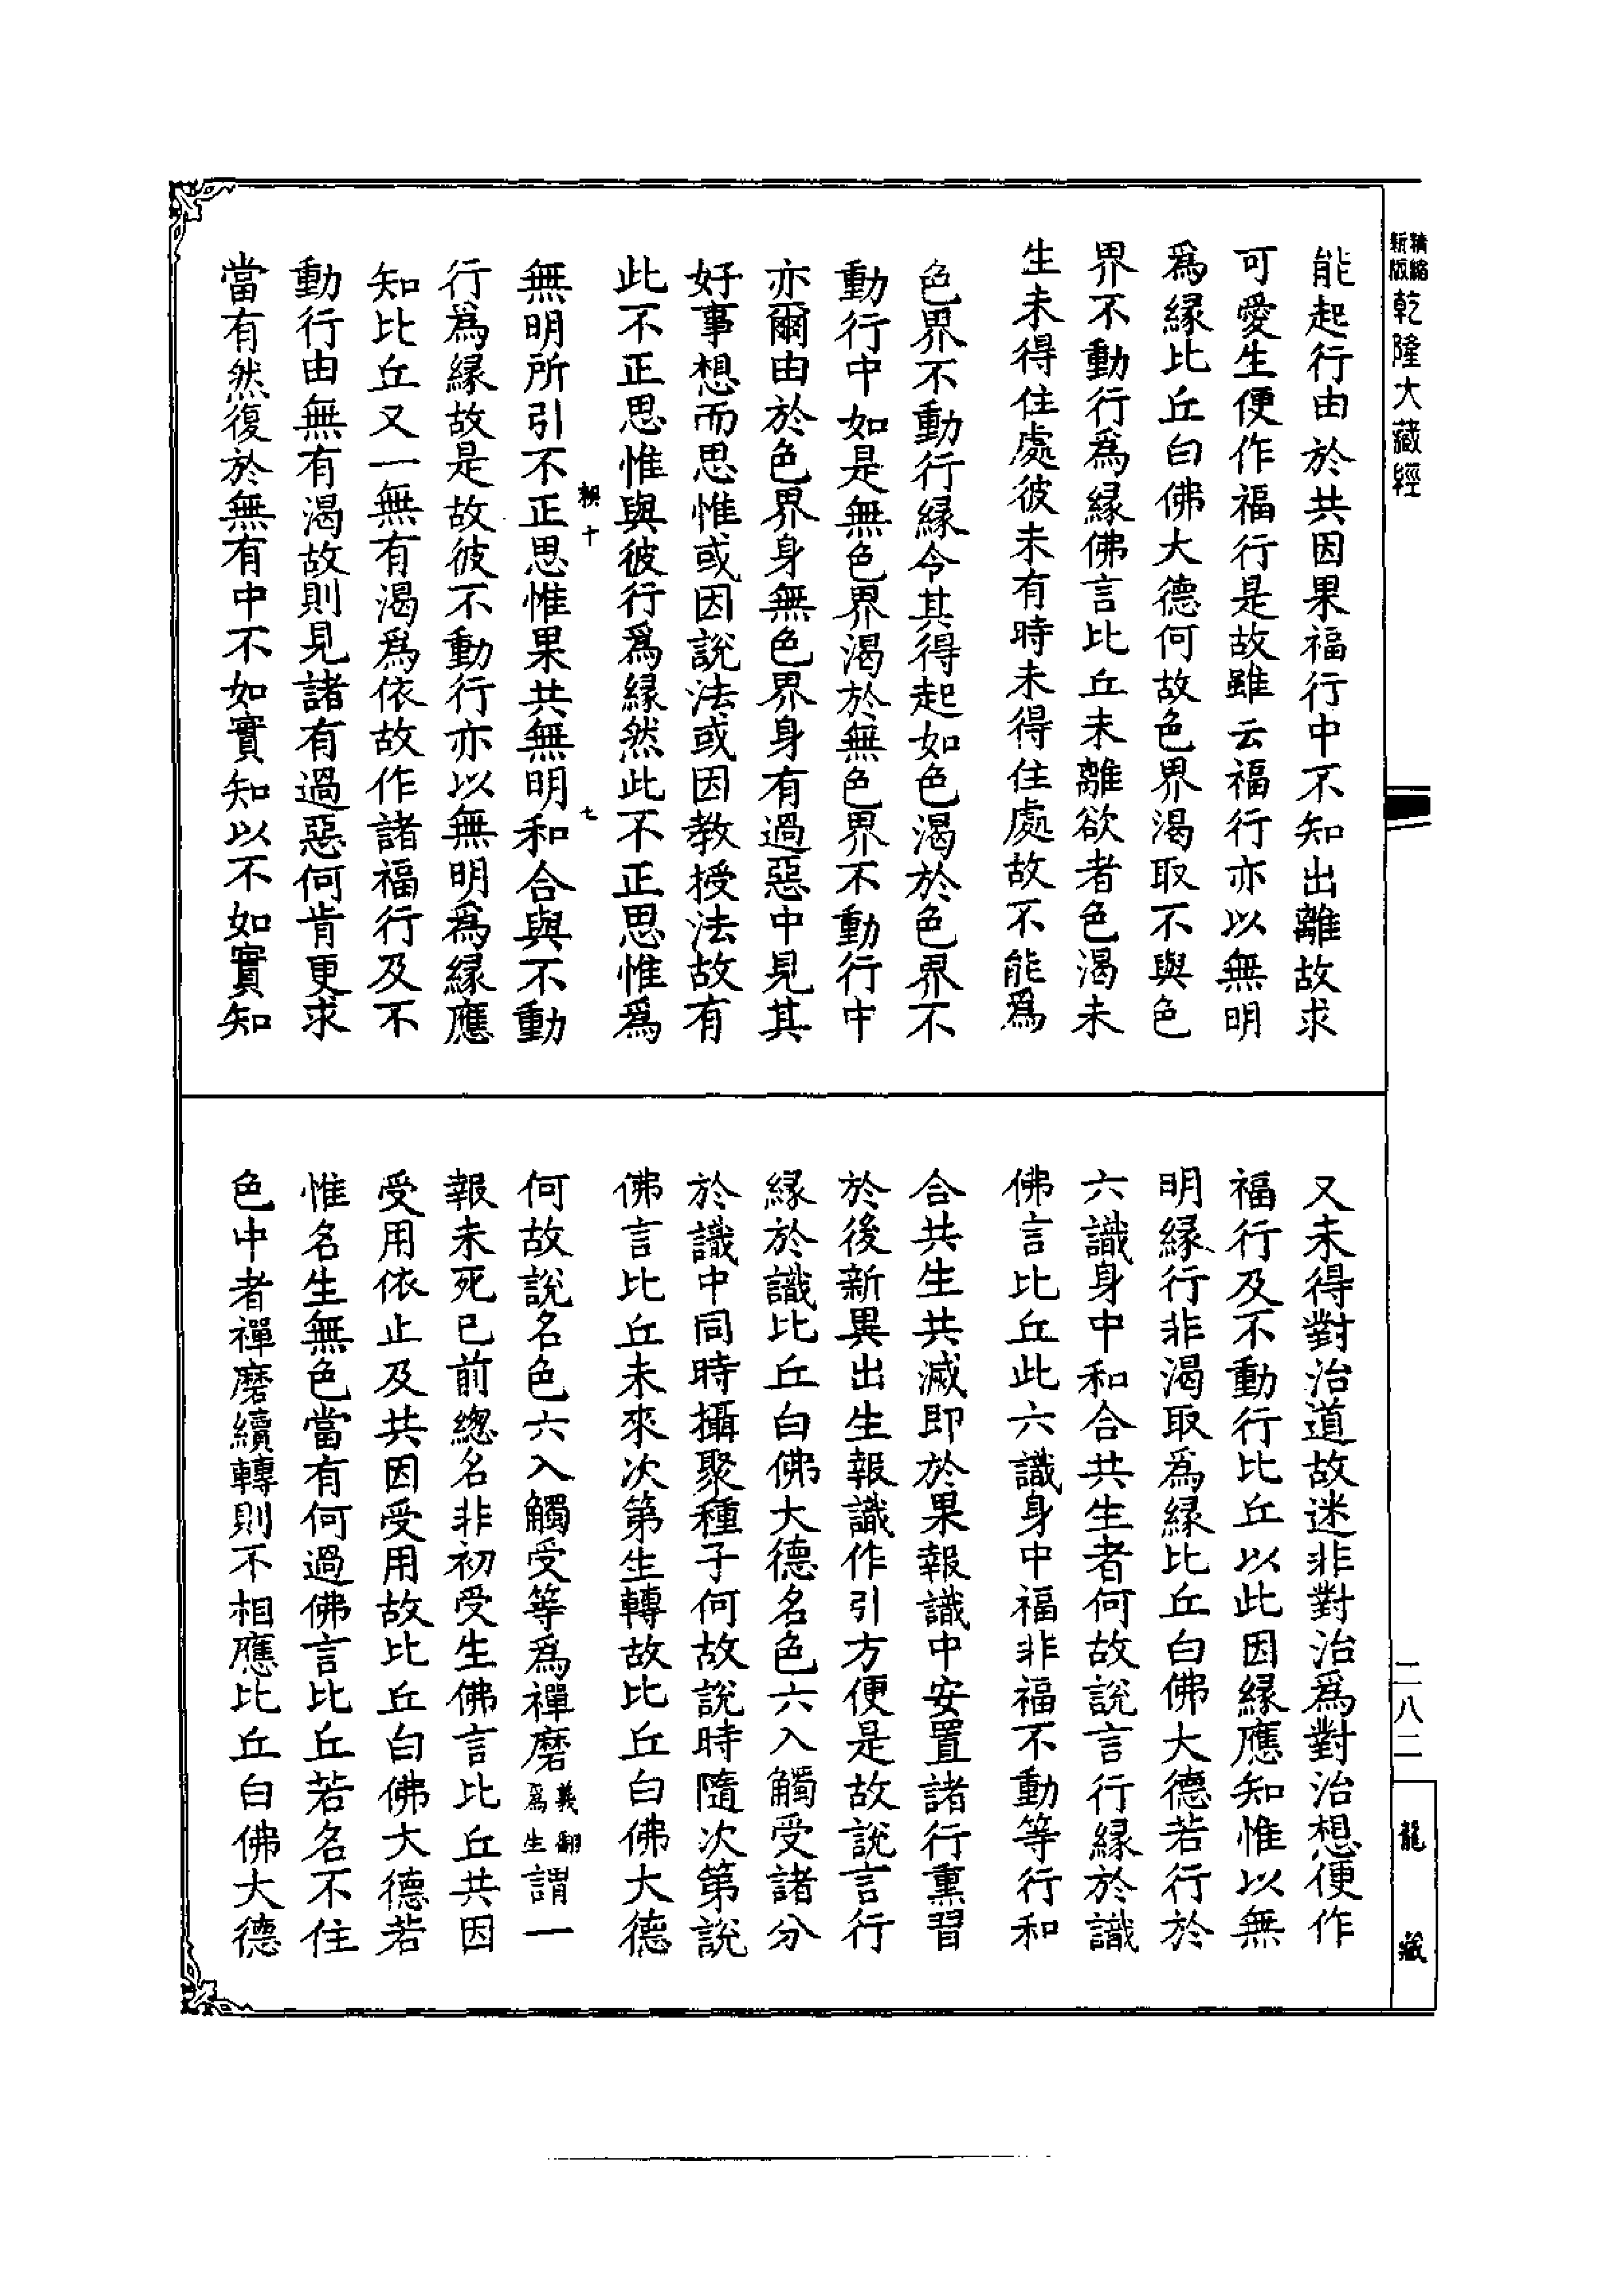 精縮新版乾隆大藏經
能起行由於共因果福行中不知出離故求
可愛生便作福行是故雖云福行亦以無明
爲緣比丘白佛大德何故色界渴取不與色
界不動行爲緣佛言比丘未離欲者色渴未
生未得住處彼未有時未得住處故不能爲
色界不動行緣令其得起如色渴於色界不
動行中如是無色界渴於無色界不動行中
亦爾由於色界身無色界身有過惡中見其
好事想而思惟或因說法或因教授法故有
此不正思惟與彼行爲緣然此不正思惟爲
十 七
無明所引不正思惟果共無明和合與不動
行爲緣故是故彼不動行亦以無明爲緣應
知比丘又一無有渴爲依故作諸福行及不
動行由無有渴故則見諸有過惡何肯更求
當有然復於無有中不如實知以不如實知
又未得對治道故迷非對治爲對治想便作
福行及不動行比丘以此因緣應知惟以無
明緣行非渴取爲緣比丘白佛大德若行於
六識身中和合共生者何故說言行緣於識
佛言比丘此六識身中福非福不動等行和
合共生共滅即於果報識中安置諸行熏習
於後新異出生報識作引方便是故說言行
緣於識比丘白佛大德名色六入觸受諸分
於識中同時攝聚種子何故說時隨次第說
佛言比丘未來次第生轉故比丘白佛大德
何故說名色六入觸受等爲禪磨義翻爲生謂一
報未死已前總名非初受生佛言比丘共因
受用依止及共因受用故比丘白佛大德若
惟名生無色當有何過佛言比丘若名不住
色中者禪磨續轉則不相應比丘白佛大德
二八二
龍藏